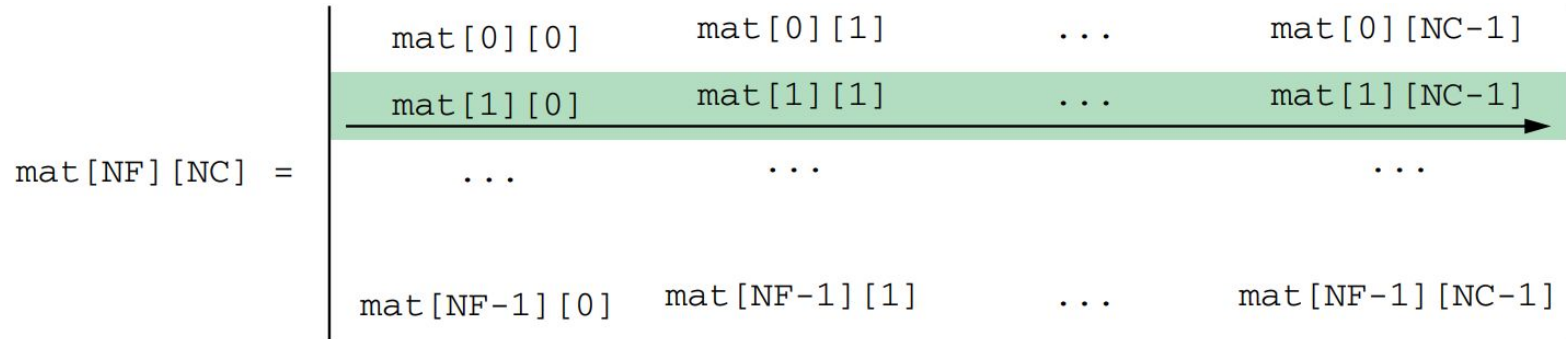 mat[0][0] mat[0][1] ... mat[0][NC-1]
mat[1][0] mat[1][1] ... mat[1][NC-1]
mat[NF][NC] = ... ... ...
mat[NF-1][0] mat[NF-1][1] ... mat[NF-1][NC-1]